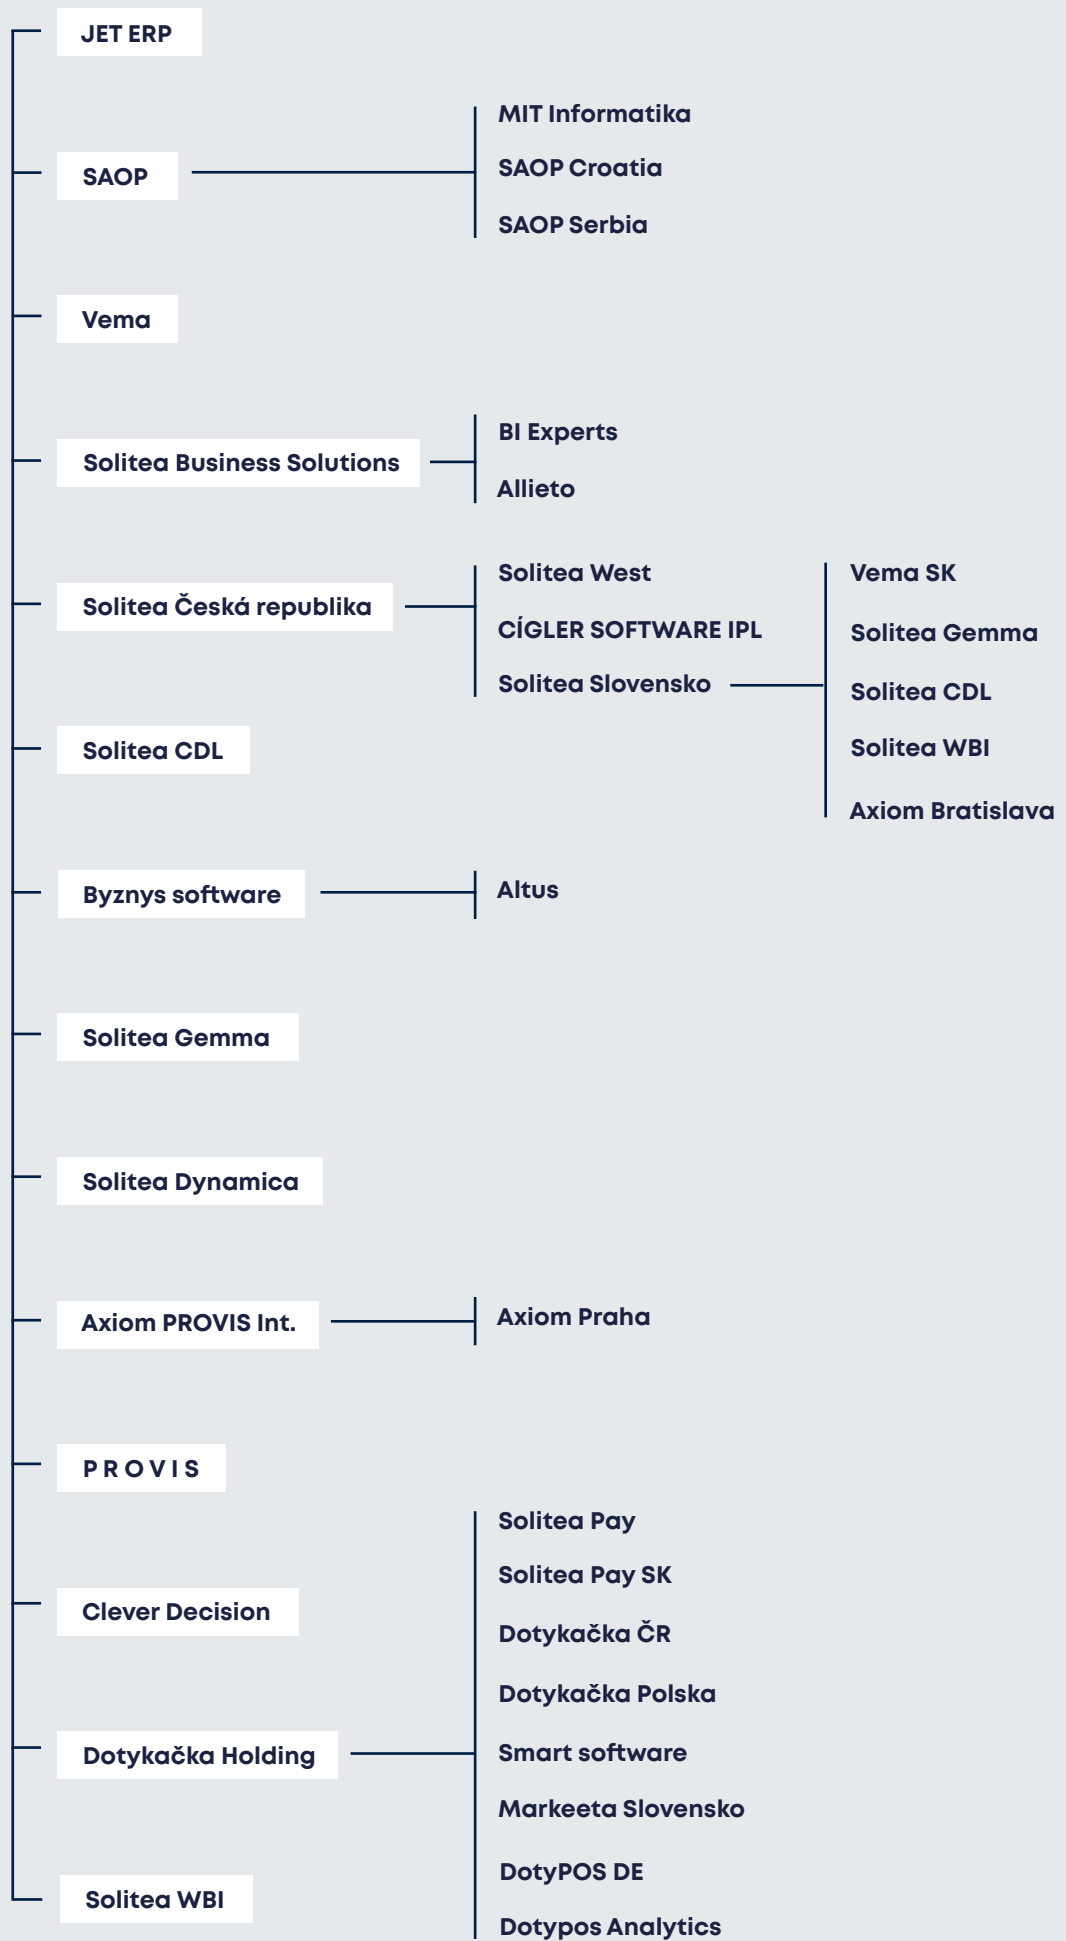 JET ERP
MIT Informatika
SAOP Croatia
SAOP
SAOP Serbia
Vema
BI Experts
Solitea Business Solutions
Allieto
Solitea West
Vema SK
Solitea Česká republika
CÍGLER SOFTWARE IPL
Solitea Gemma
Solitea Slovensko
Solitea CDL
Solitea CDL
Solitea WBI
Axiom Bratislava
Byznys software
Altus
Solitea Gemma
Solitea Dynamica
Axiom PROVIS Int.
Axiom Praha
P R O V I S
Solitea Pay
Solitea Pay SK
Clever Decision
Dotykačka ČR
Dotykačka Polska
Dotykačka Holding
Smart software
Markeeta Slovensko
DotyPOS DE
Solitea WBI
Dotypos Analytics